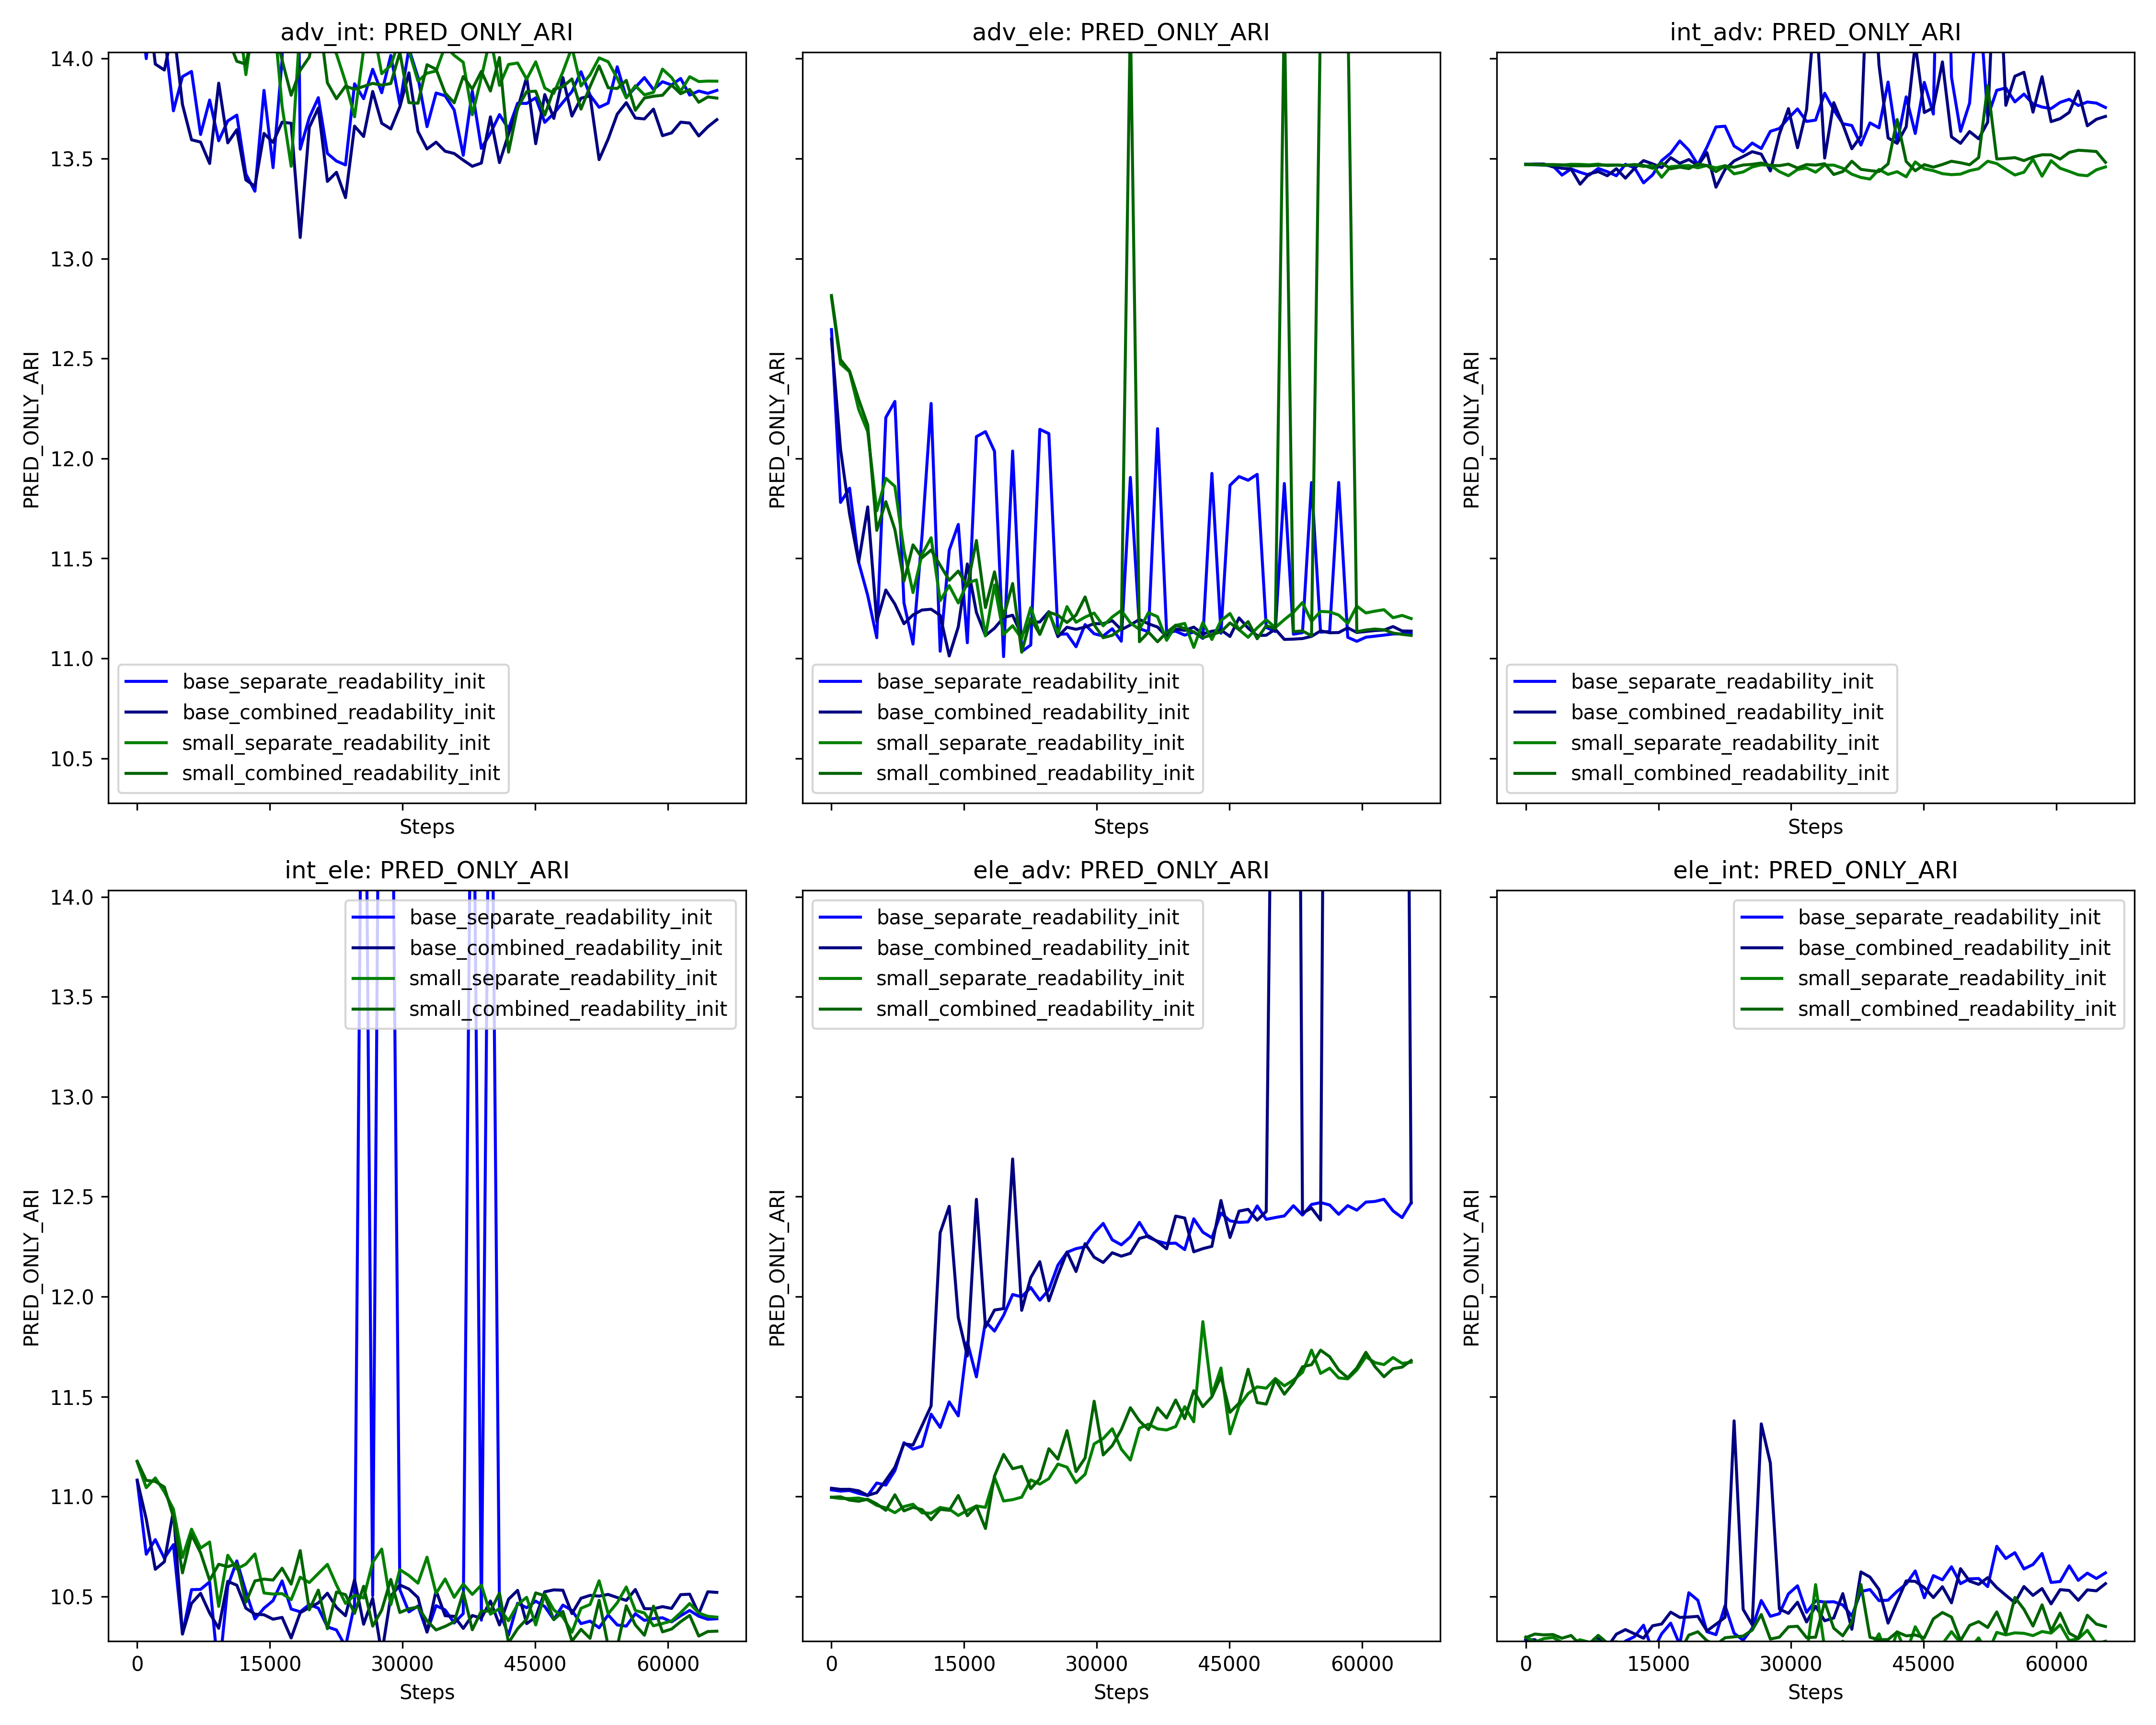 adv_int: PRED_ONLY_ARI
14.0
13.5
13.0
12.5
12.0
11.5
11.0
10.5
PRED_ONLY_ARI
base_separate_readability_init
base_combined_readability_init
small_separate_readability_init
small_combined_readability_init
Steps
adv_ele: PRED_ONLY_ARI
PRED_ONLY_ARI
base_separate_readability_init
base_combined_readability_init
small_separate_readability_init
small_combined_readability_init
0 15000 30000 45000 60000
Steps
int_adv: PRED_ONLY_ARI
PRED_ONLY_ARI
base_separate_readability_init
base_combined_readability_init
small_separate_readability_init
small_combined_readability_init
Steps
int_ele: PRED_ONLY_ARI
14.0
13.5
13.0
12.5
12.0
11.5
11.0
10.5
PRED_ONLY_ARI
base_separate_readability_init
base_combined_readability_init
small_separate_readability_init
small_combined_readability_init
0 15000 30000 45000 60000
Steps
ele_adv: PRED_ONLY_ARI
PRED_ONLY_ARI
base_separate_readability_init
base_combined_readability_init
small_separate_readability_init
small_combined_readability_init
0 15000 30000 45000 60000
Steps
ele_int: PRED_ONLY_ARI
PRED_ONLY_ARI
base_separate_readability_init
base_combined_readability_init
small_separate_readability_init
small_combined_readability_init
0 15000 30000 45000 60000
Steps